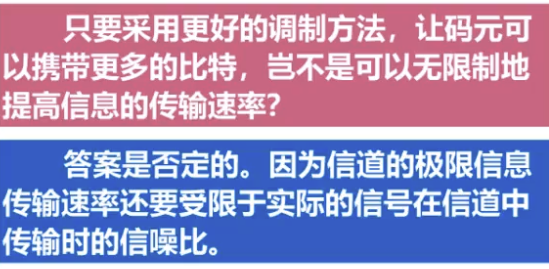 只要采用更好的调制方法，让码元可
以携带更多的比特，岂不是可以无限制地
提高信息的传输速率？
答案是否定的。因为信道的极限信息
传输速率还要受限于实际的信号在信道中
传输时的信噪比。